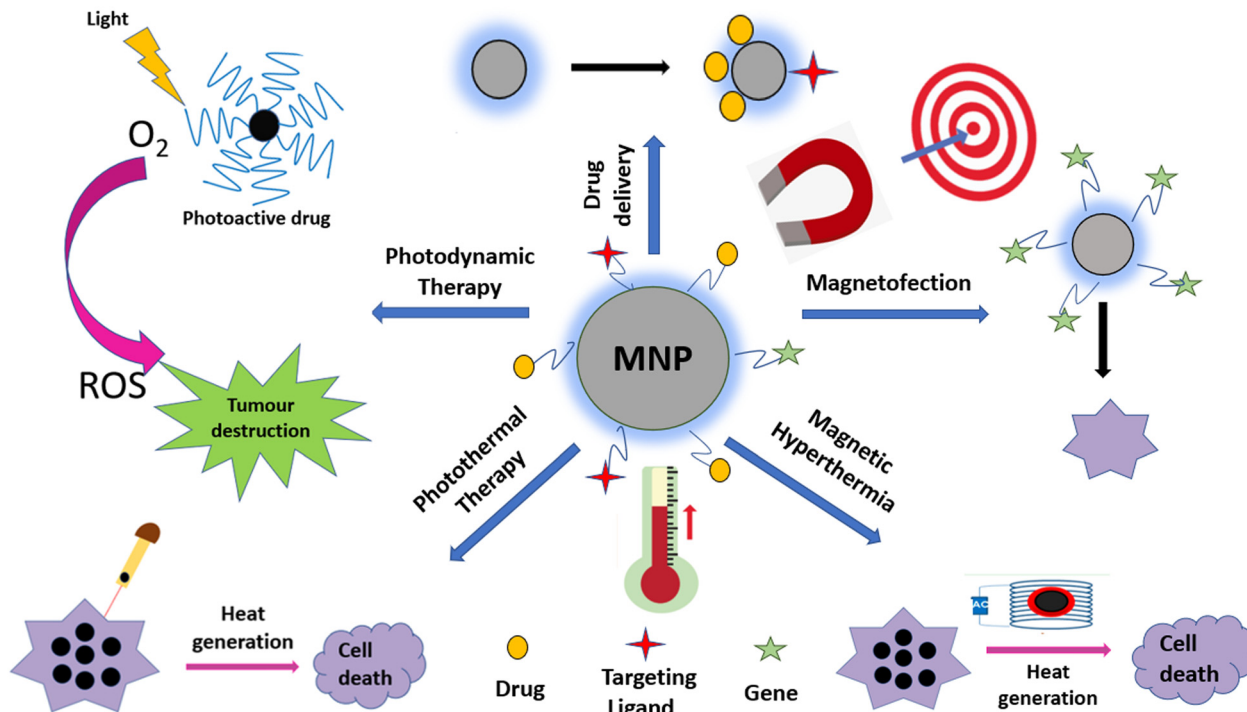 Light
O2
Photoactive drug
ROS
Tumour
destruction
Photodynamic
Therapy
Drug
delivery
Magnetofection
MNP
Photothermal
Therapy
Magnetic
Hyperthermia
Heat
generation
Cell
death
Drug
Targeting
Ligand
Gene
AC
Heat
generation
Cell
death